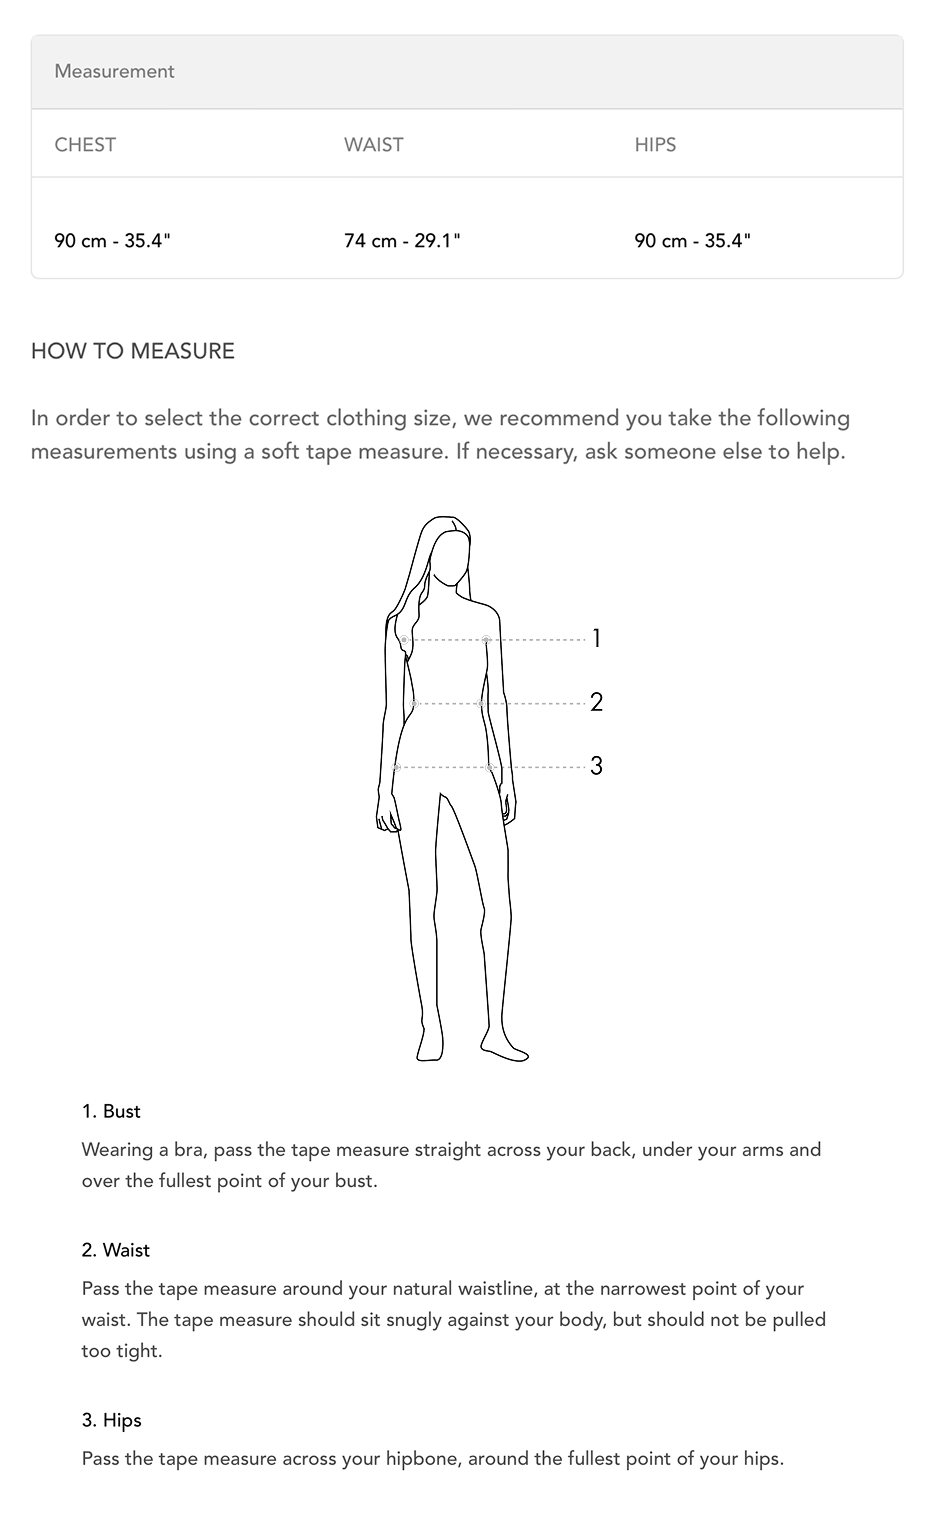 Measurement
CHEST WAIST HIPS
90 cm - 35.4" 74 cm - 29.1" 90 cm - 35.4"
HOW TO MEASURE
In order to select the correct clothing size, we recommend you take the following
measurements using a soft tape measure. If necessary, ask someone else to help.
1
2
3
1. Bust
Wearing a bra, pass the tape measure straight across your back, under your arms and
over the fullest point of your bust.
2. Waist
Pass the tape measure around your natural waistline, at the narrowest point of your
waist. The tape measure should sit snugly against your body, but should not be pulled
too tight.
3. Hips
Pass the tape measure across your hipbone, around the fullest point of your hips.